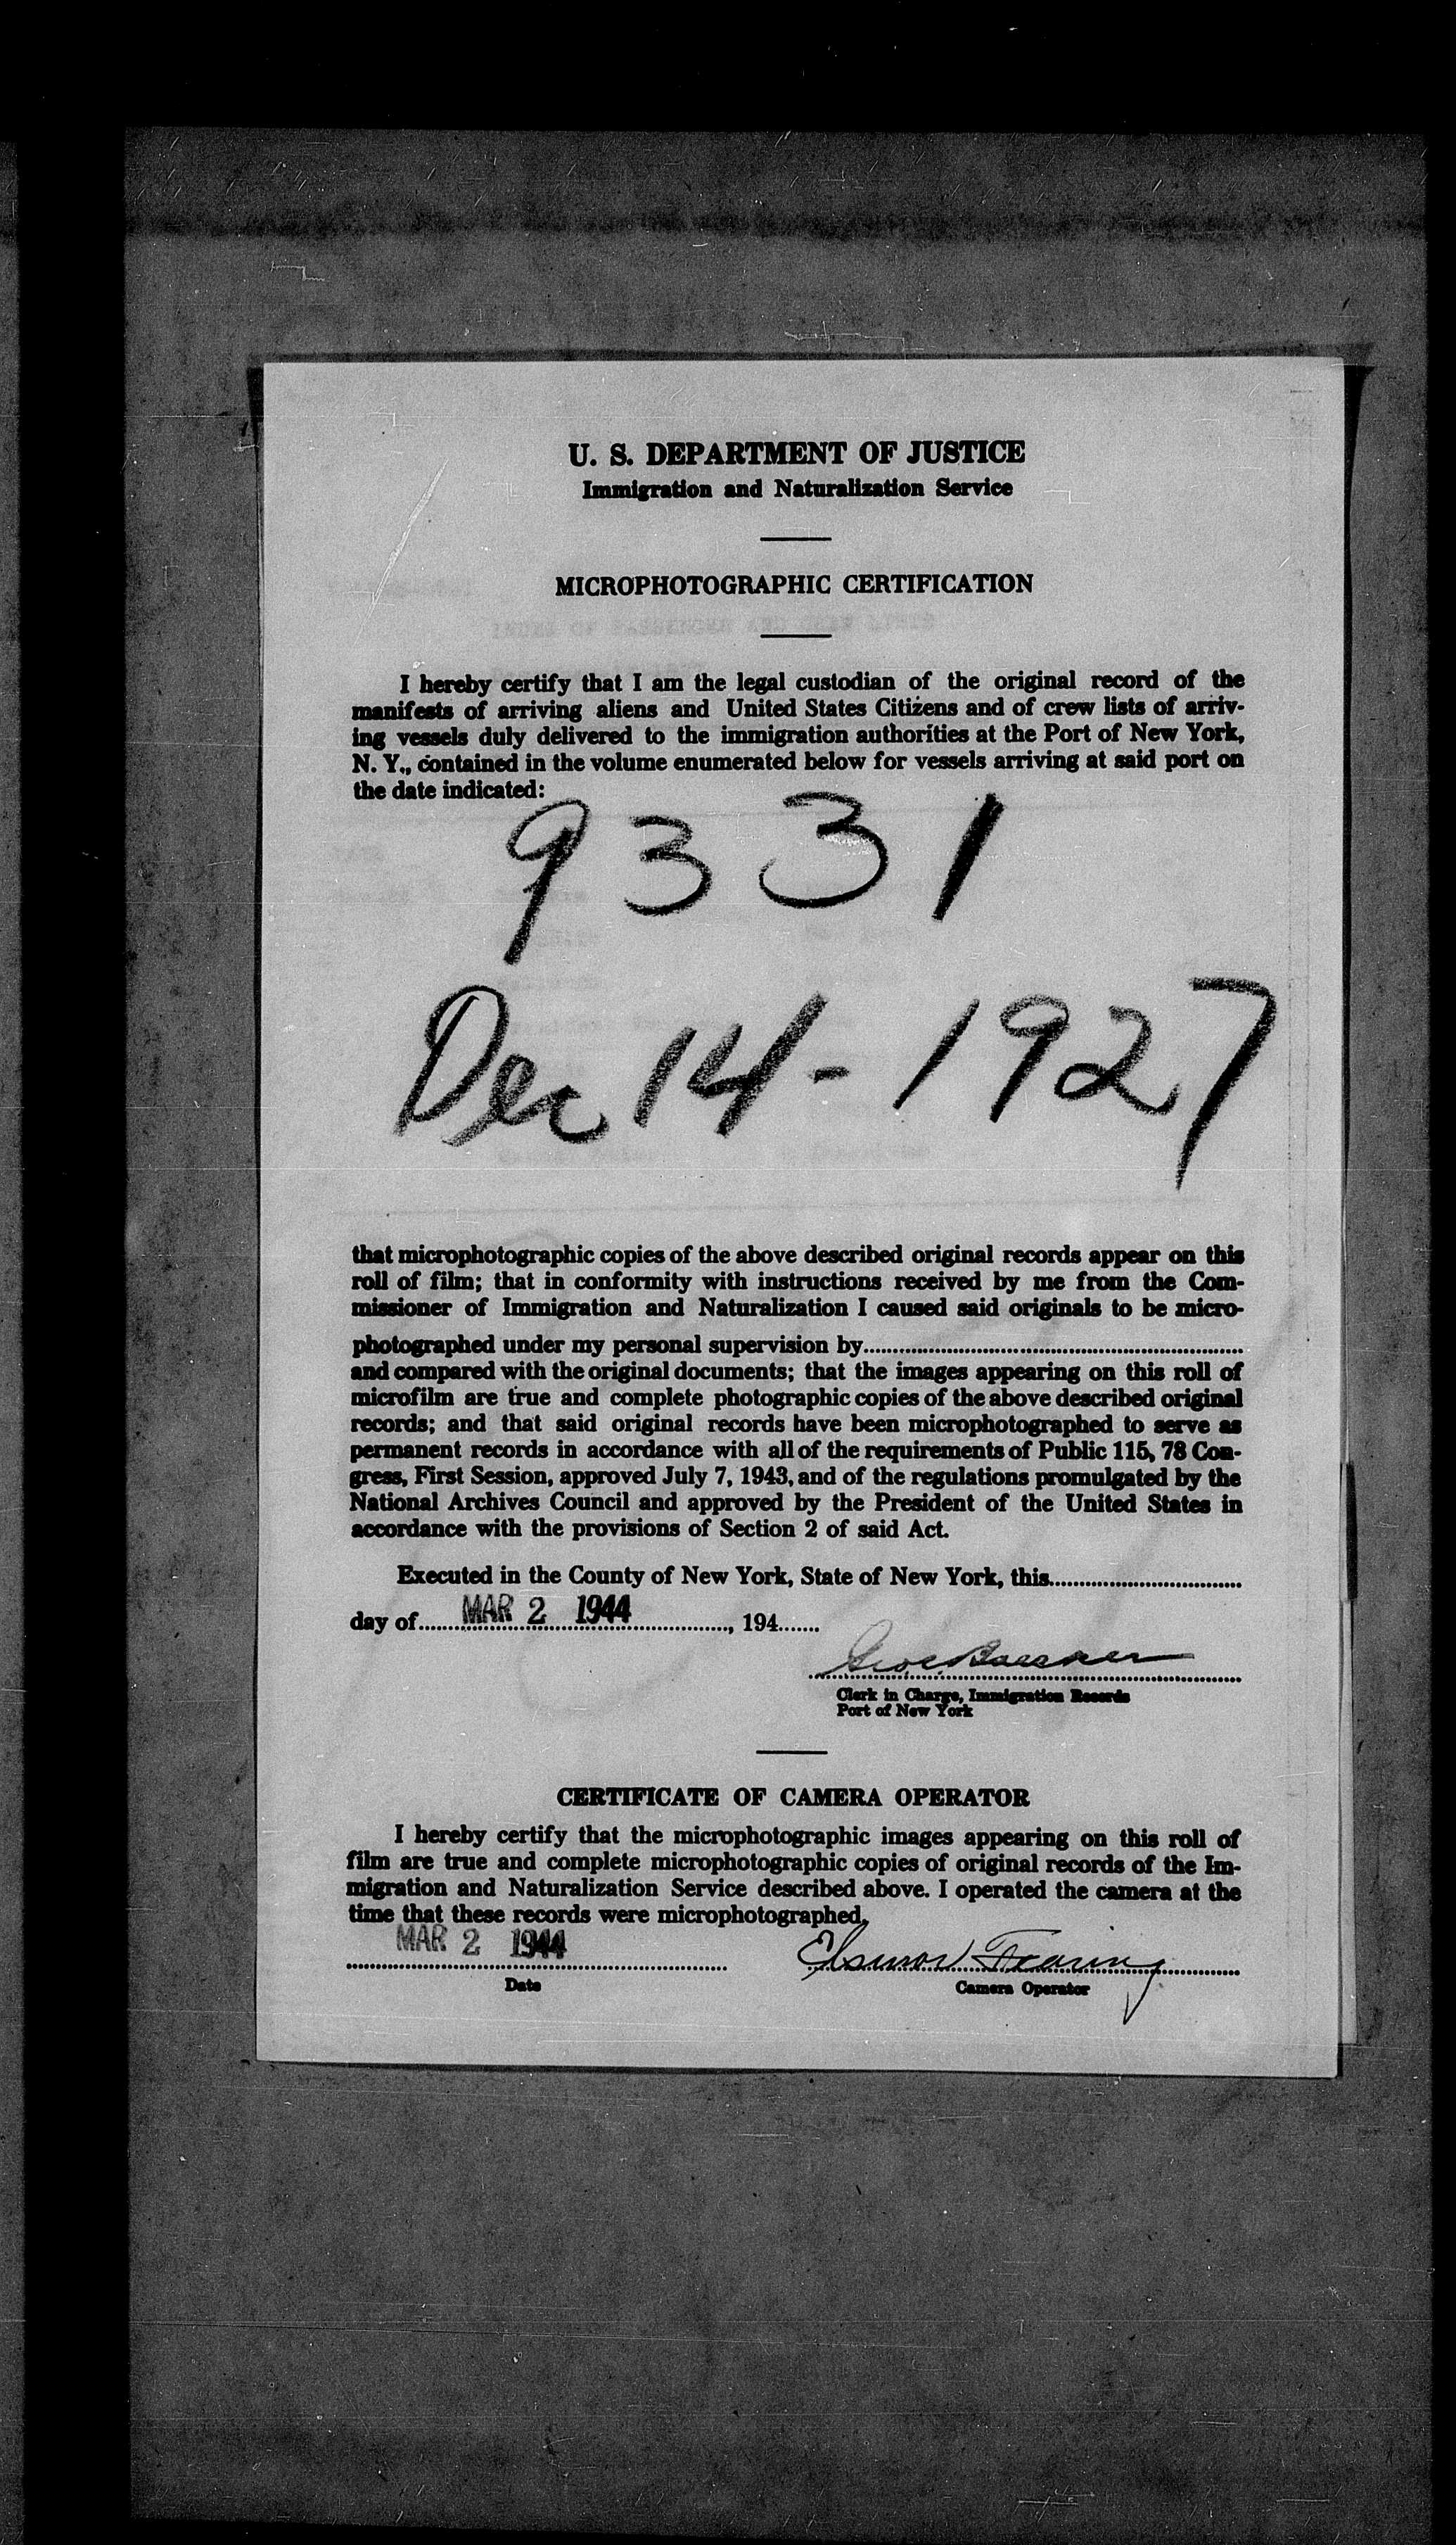 U. S. DEPARTMENT OF JUSTICE
Immigration and Naturalization Service
MICROPHOTOGRAPHIC CERTIFICATION
INDEX OF PASSENGER AND CREW LISTS
I hereby certify that I am the legal custodian of the original record of the
manifests of arriving aliens and United States Citizens and of crew lists of arriv-
ing vessels duly delivered to the immigration authorities at the Port of New York,
N. Y., contained in the volume enumerated below for vessels arriving at said port on
the date indicated:
9331
Dec 14 - 1927
that microphotographic copies of the above described original records appear on this
roll of film; that in conformity with instructions received by me from the Com-
missioner of Immigration and Naturalization I caused said originals to be micro-
photographed under my personal supervision by
and compared with the original documents; that the images appearing on this roll of
microfilm are true and complete photographic copies of the above described original
records; and that said original records have been microphotographed to serve as
permanent records in accordance with all of the requirements of Public 115, 78 Con-
gress, First Session, approved July 7, 1943, and of the regulations promulgated by the
National Archives Council and approved by the President of the United States in
accordance with the provisions of Section 2 of said Act.
Executed in the County of New York, State of New York, this
day of MAR 2 1944, 194
Clerk in Charge, Immigration Records
Port of New York
CERTIFICATE OF CAMERA OPERATOR
I hereby certify that the microphotographic images appearing on this roll of
film are true and complete microphotographic copies of original records of the Im-
migration and Naturalization Service described above. I operated the camera at the
time that these records were microphotographed.
MAR 2 1944
Fearing
Date
Camera Operator